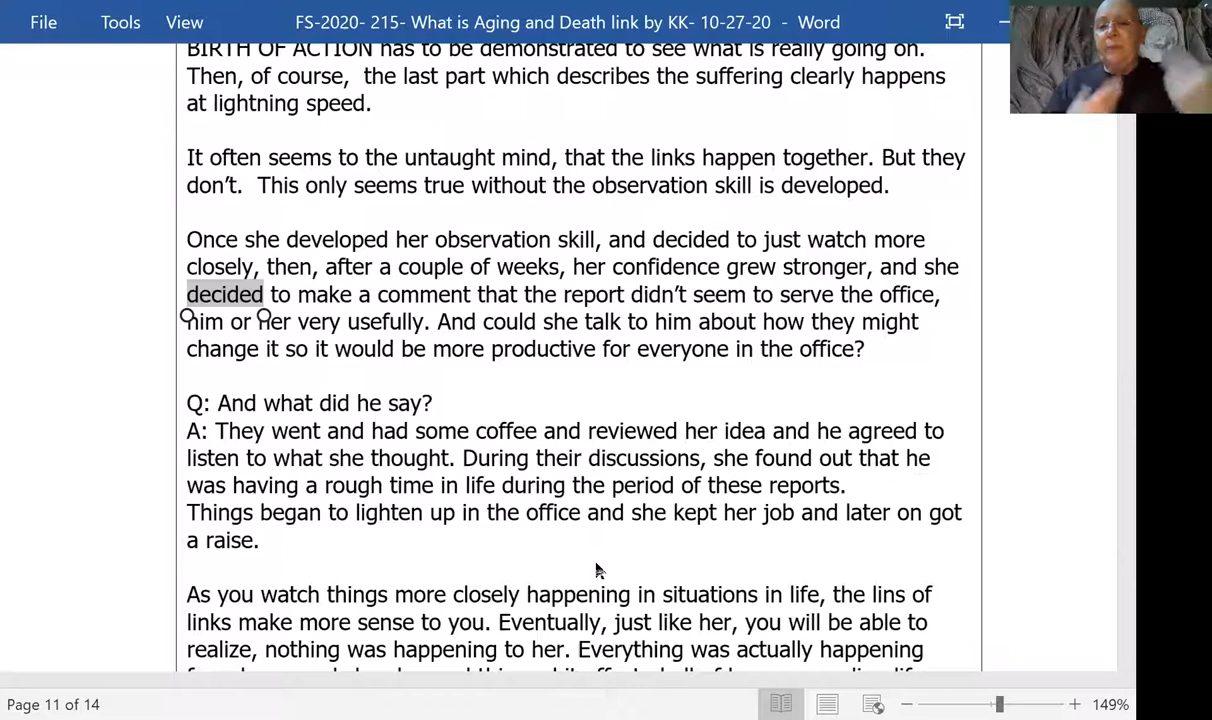 File Tools View FS-2020- 215- What is Aging and Death link by KK- 10-27-20 - Word
BIRTH OF ACTION has to be demonstrated to see what is really going on.
Then, of course, the last part which describes the suffering clearly happens
at lightning speed.
It often seems to the untaught mind, that the links happen together. But they
don't. This only seems true without the observation skill is developed.
Once she developed her observation skill, and decided to just watch more
closely, then, after a couple of weeks, her confidence grew stronger, and she
decided to make a comment that the report didn't seem to serve the office,
him or her very usefully. And could she talk to him about how they might
change it so it would be more productive for everyone in the office?
Q: And what did he say?
A: They went and had some coffee and reviewed her idea and he agreed to
listen to what she thought. During their discussions, she found out that he
was having a rough time in life during the period of these reports.
Things began to lighten up in the office and she kept her job and later on got
a raise.
As you watch things more closely happening in situations in life, the lins of
links make more sense to you. Eventually, just like her, you will be able to
realize, nothing was happening to her. Everything was actually happening
Page 11 of 14 149%